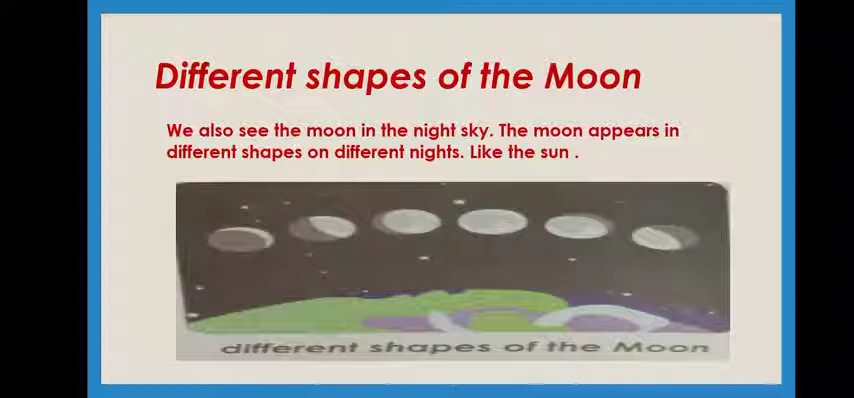 Different shapes of the Moon
We also see the moon in the night sky. The moon appears in
different shapes on different nights. Like the sun .
different shapes of the Moon